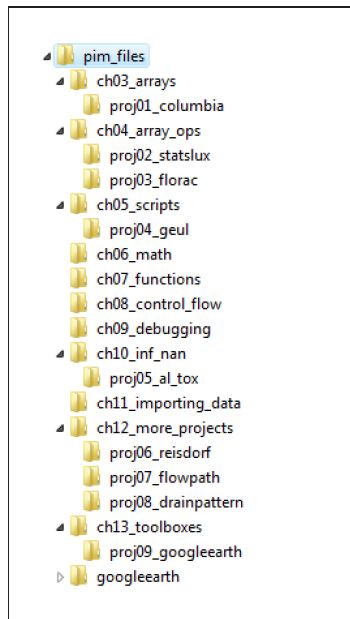 pim_files
ch03_arrays
proj01_columbia
ch04_array_ops
proj02_statslux
proj03_florac
ch05_scripts
proj04_geul
ch06_math
ch07_functions
ch08_control_flow
ch09_debugging
ch10_inf_nan
proj05_al_tox
ch11_importing_data
ch12_more_projects
proj06_reisdorf
proj07_flowpath
proj08_drainpattern
ch13_toolboxes
proj09_googleearth
googleearth